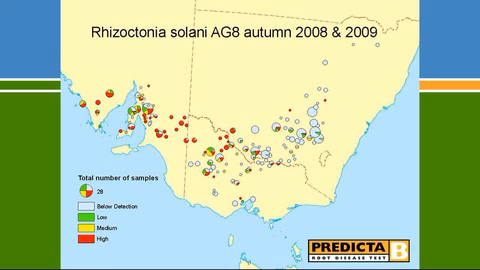 Rhizoctonia solani AG8 autumn 2008 & 2009
Total number of samples
28
Below Detection
Low
Medium
High
PREDICTA B
ROOT DISEASE TEST